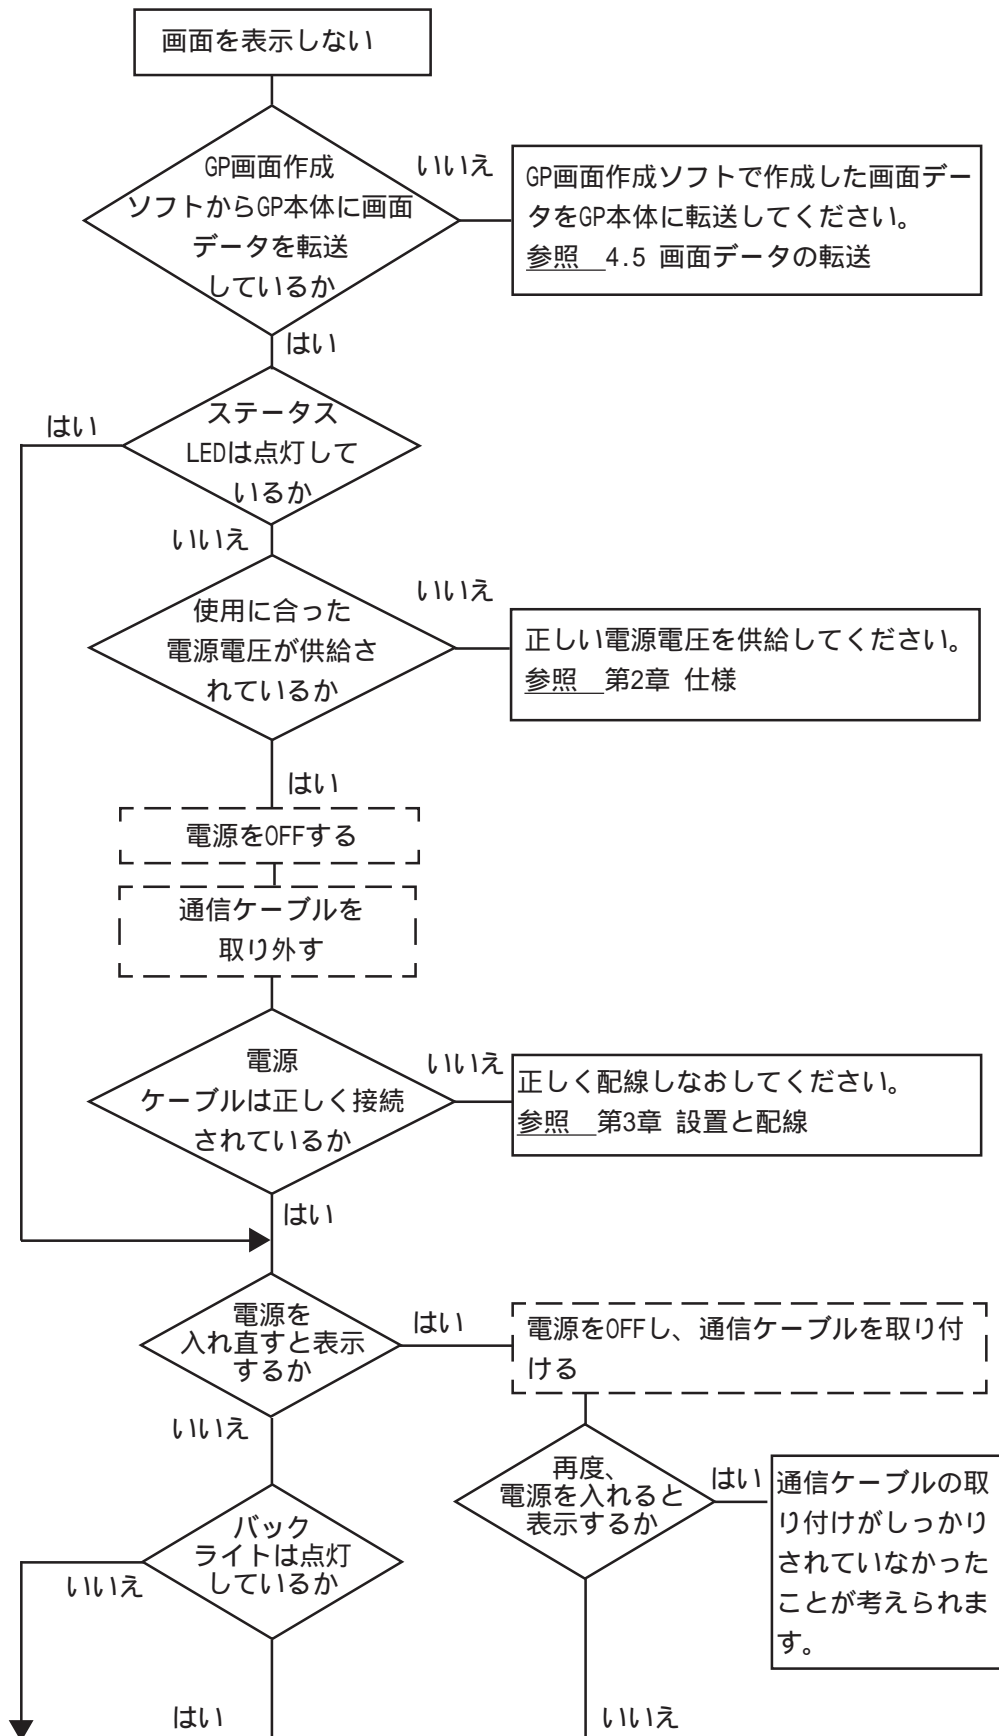 画面を表示しない
GP画面作成
ソフトからGP本体に画面
データを転送
しているか
いいえ
GP画面作成ソフトで作成した画面デー
タをGP本体に転送してください。
参照 4.5 画面データの転送
はい
ステータス
LEDは点灯して
いるか
はい
いいえ
使用に合った
電源電圧が供給さ
れているか
いいえ
正しい電源電圧を供給してください。
参照 第2章 仕様
はい
電源をOFFする
通信ケーブルを
取り外す
電源
ケーブルは正しく接続
されているか
いいえ
正しく配線しなおしてください。
参照 第3章 設置と配線
はい
電源を
入れ直すと表示
するか
はい
電源をOFFし、通信ケーブルを取り付
ける
いいえ
再度、
電源を入れると
表示するか
はい
通信ケーブルの取
り付けがしっかり
されていなかった
ことが考えられま
す。
バック
ライトは点灯
しているか
いいえ
はい
いいえ